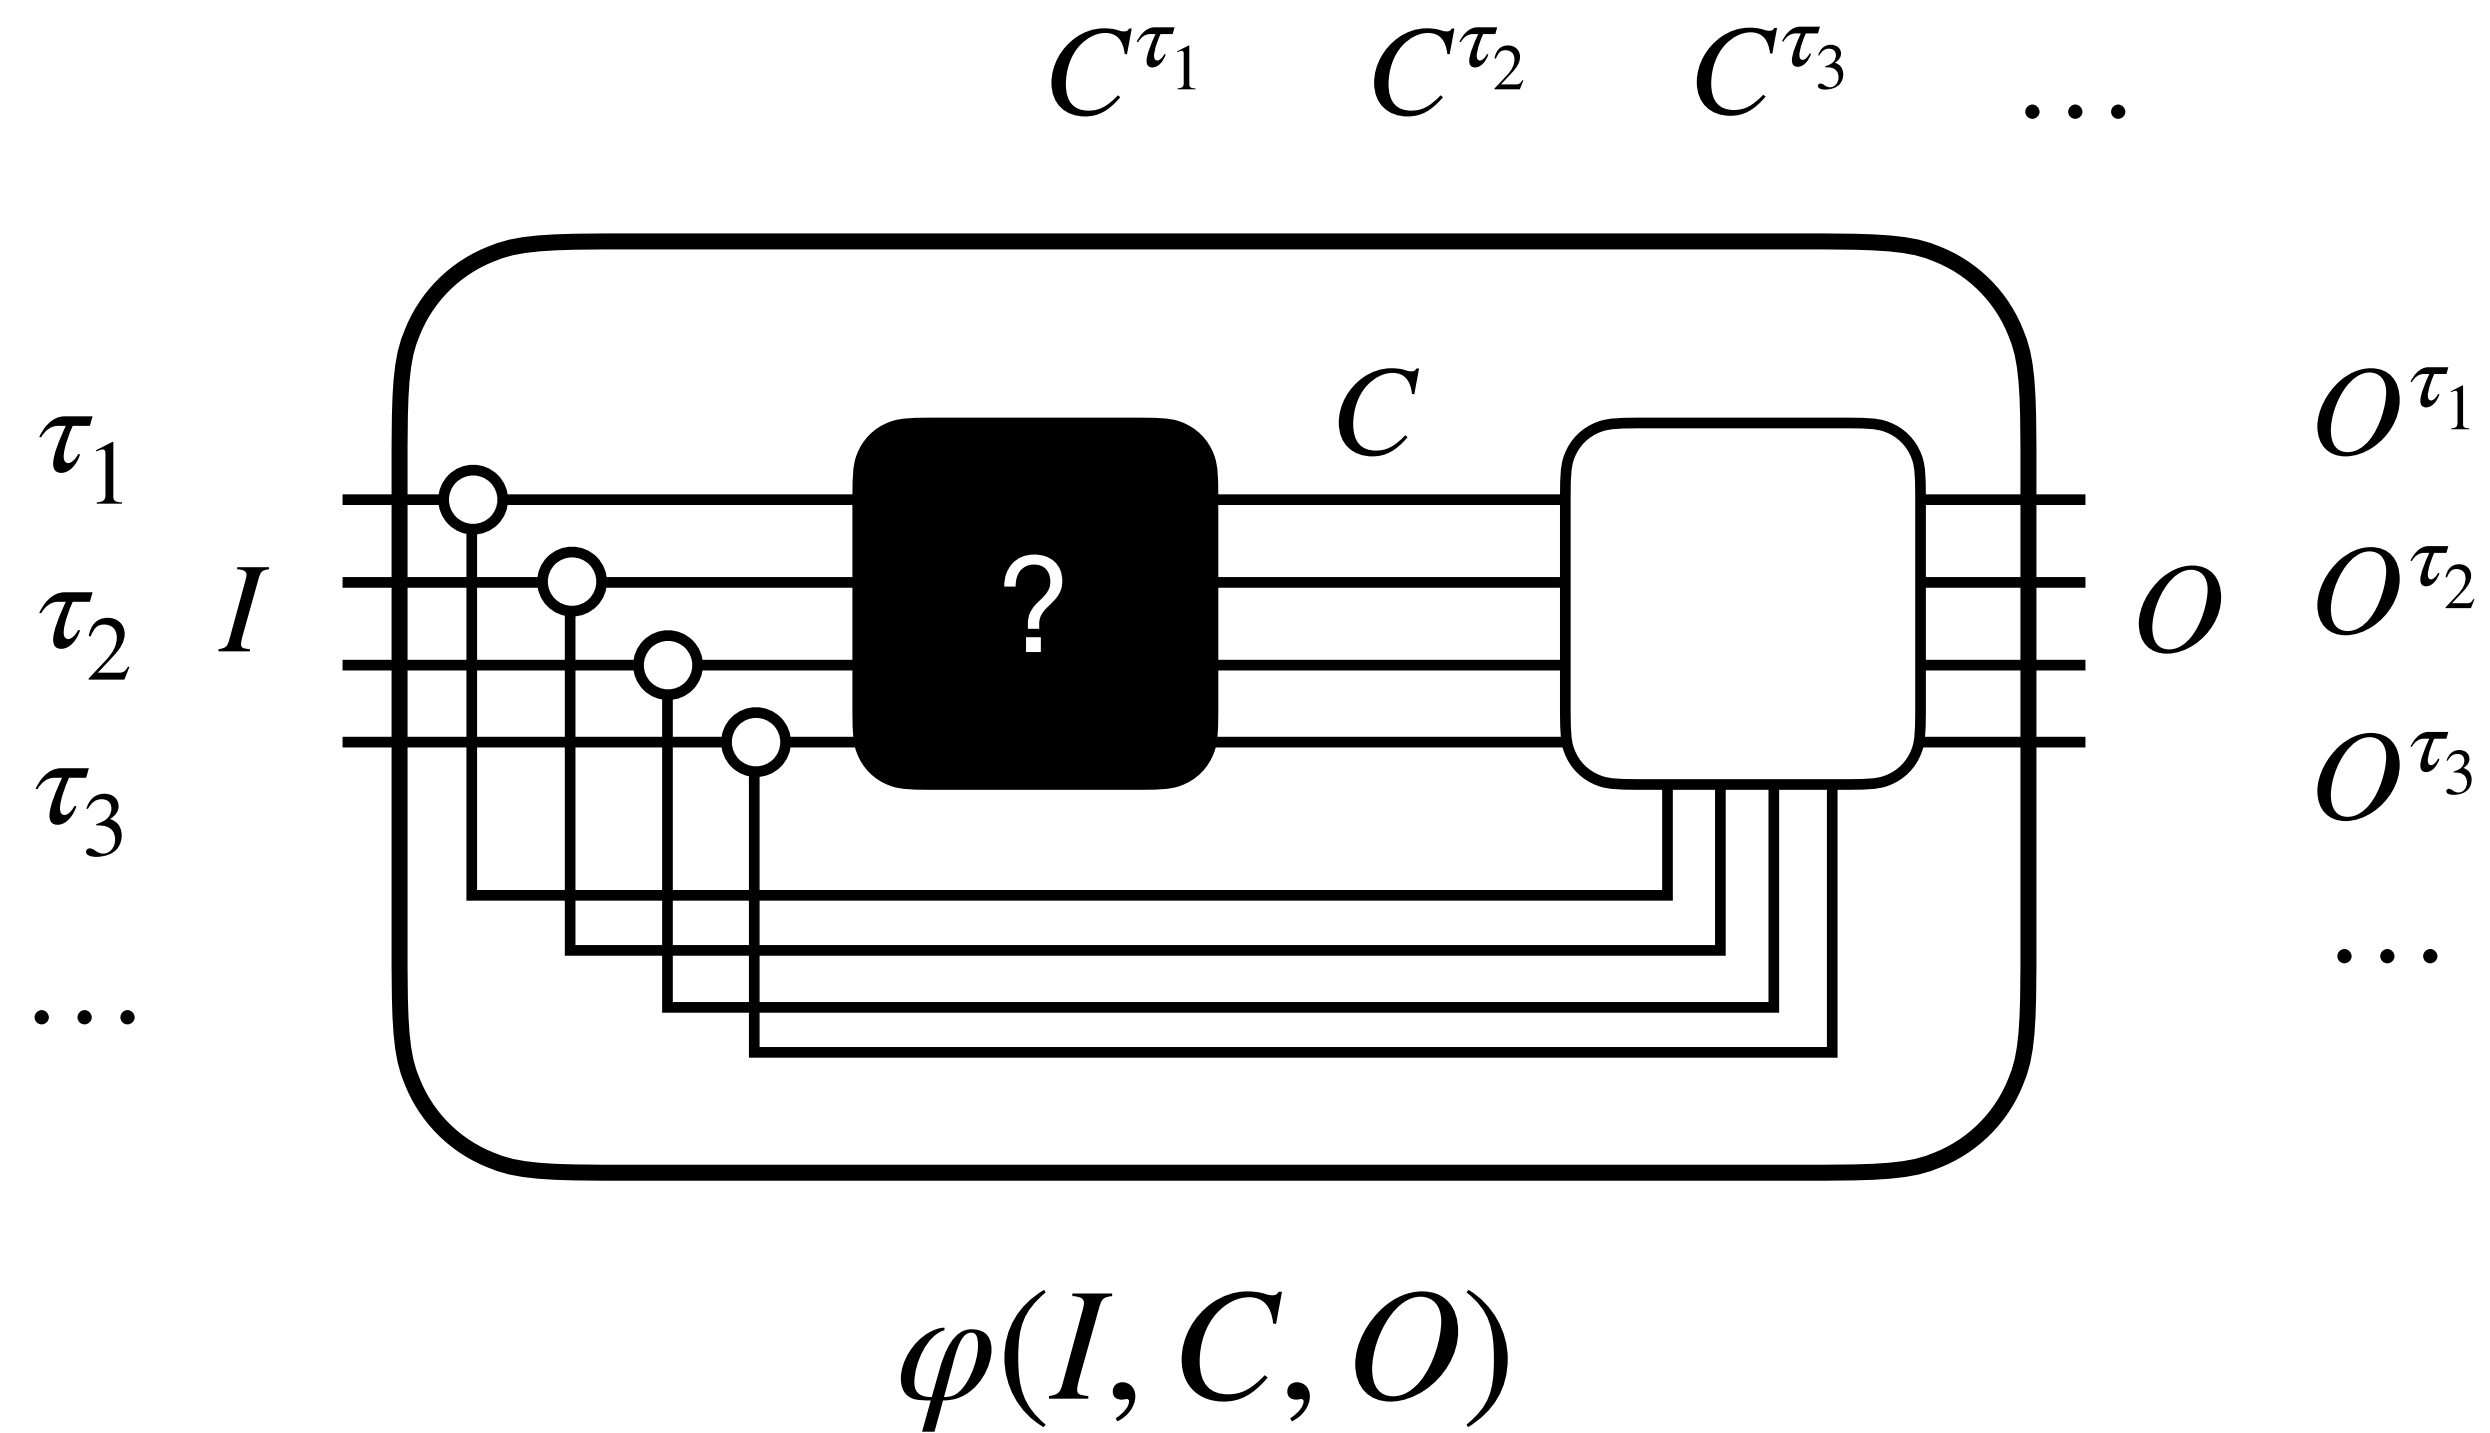 C^τ₁ C^τ₂ C^τ₃ ...
C
τ₁
τ₂
τ₃
...
I
?
O
O^τ₁
O^τ₂
O^τ₃
...
φ(I, C, O)